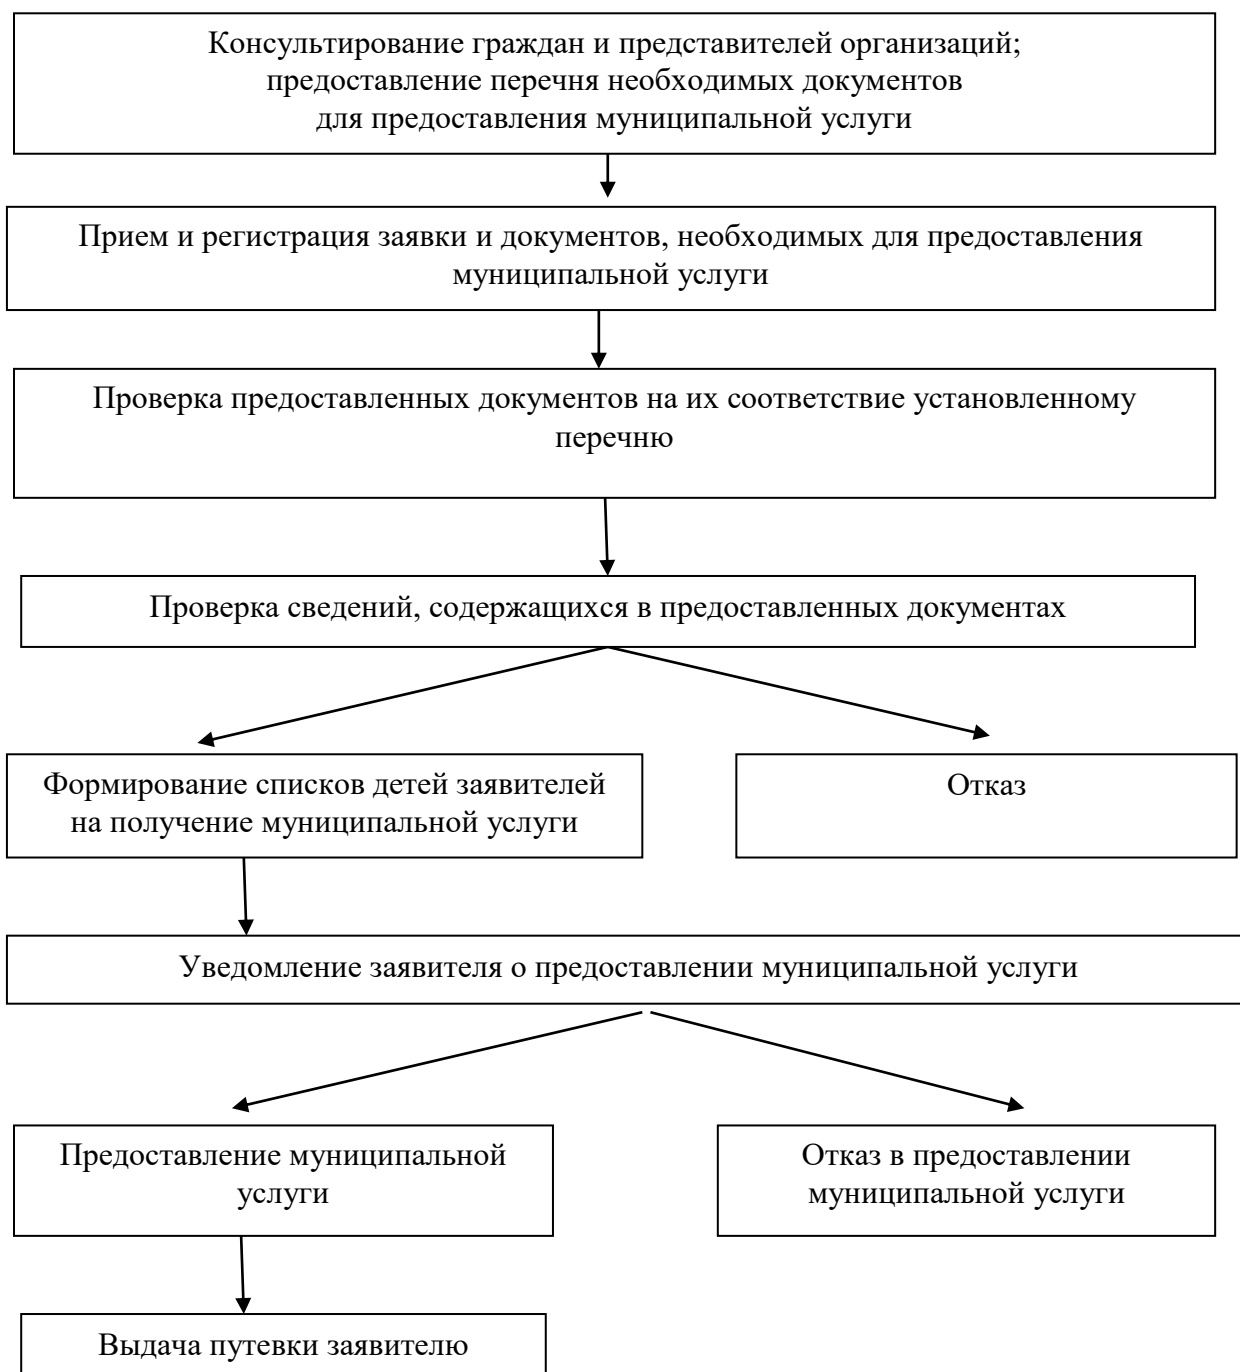 Консультирование граждан и представителей организаций;
предоставление перечня необходимых документов
для предоставления муниципальной услуги
Прием и регистрация заявки и документов, необходимых для предоставления
муниципальной услуги
Проверка предоставленных документов на их соответствие установленному
перечню
Проверка сведений, содержащихся в предоставленных документах
Формирование списков детей заявителей
на получение муниципальной услуги
Отказ
Уведомление заявителя о предоставлении муниципальной услуги
Предоставление муниципальной
услуги
Отказ в предоставлении
муниципальной услуги
Выдача путевки заявителю